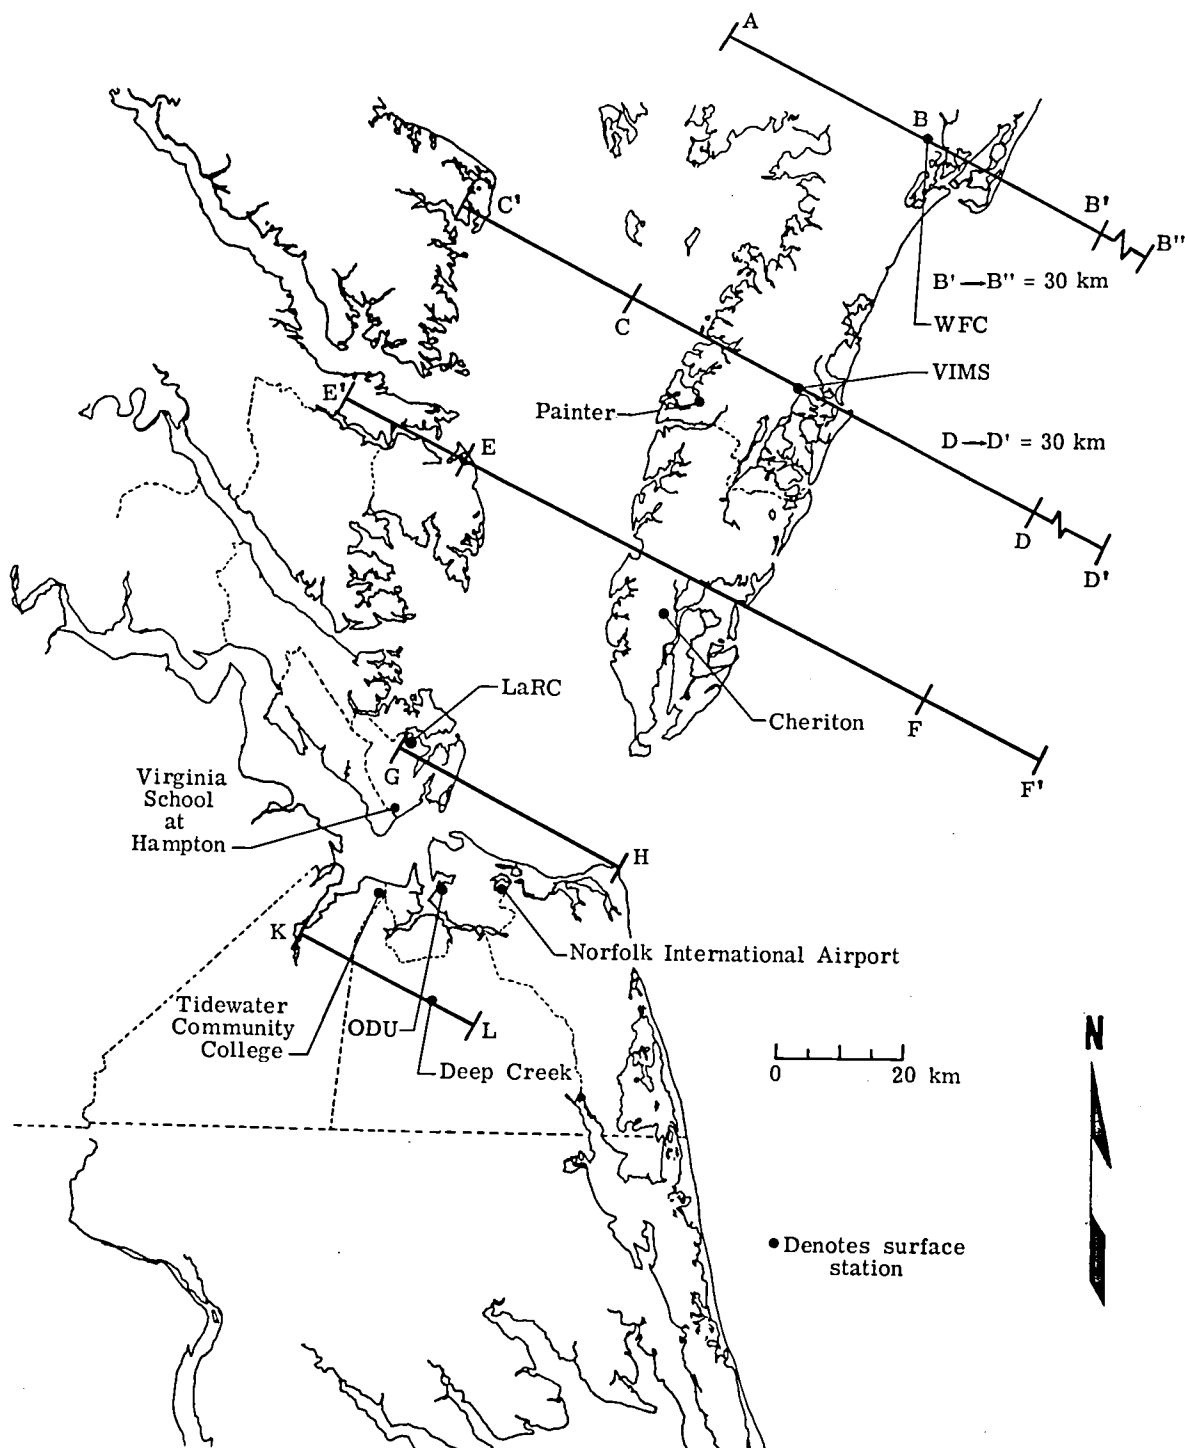 A
B
B'
B"
B'→B" = 30 km
WFC
C'
C
VIMS
Painter
D→D' = 30 km
D
D'
E'
E
Cheriton
F
F'
LaRC
G
Virginia
School
at
Hampton
H
K
Norfolk International Airport
Tidewater
Community
College
ODU
L
Deep Creek
0
20 km
N
Denotes surface
station